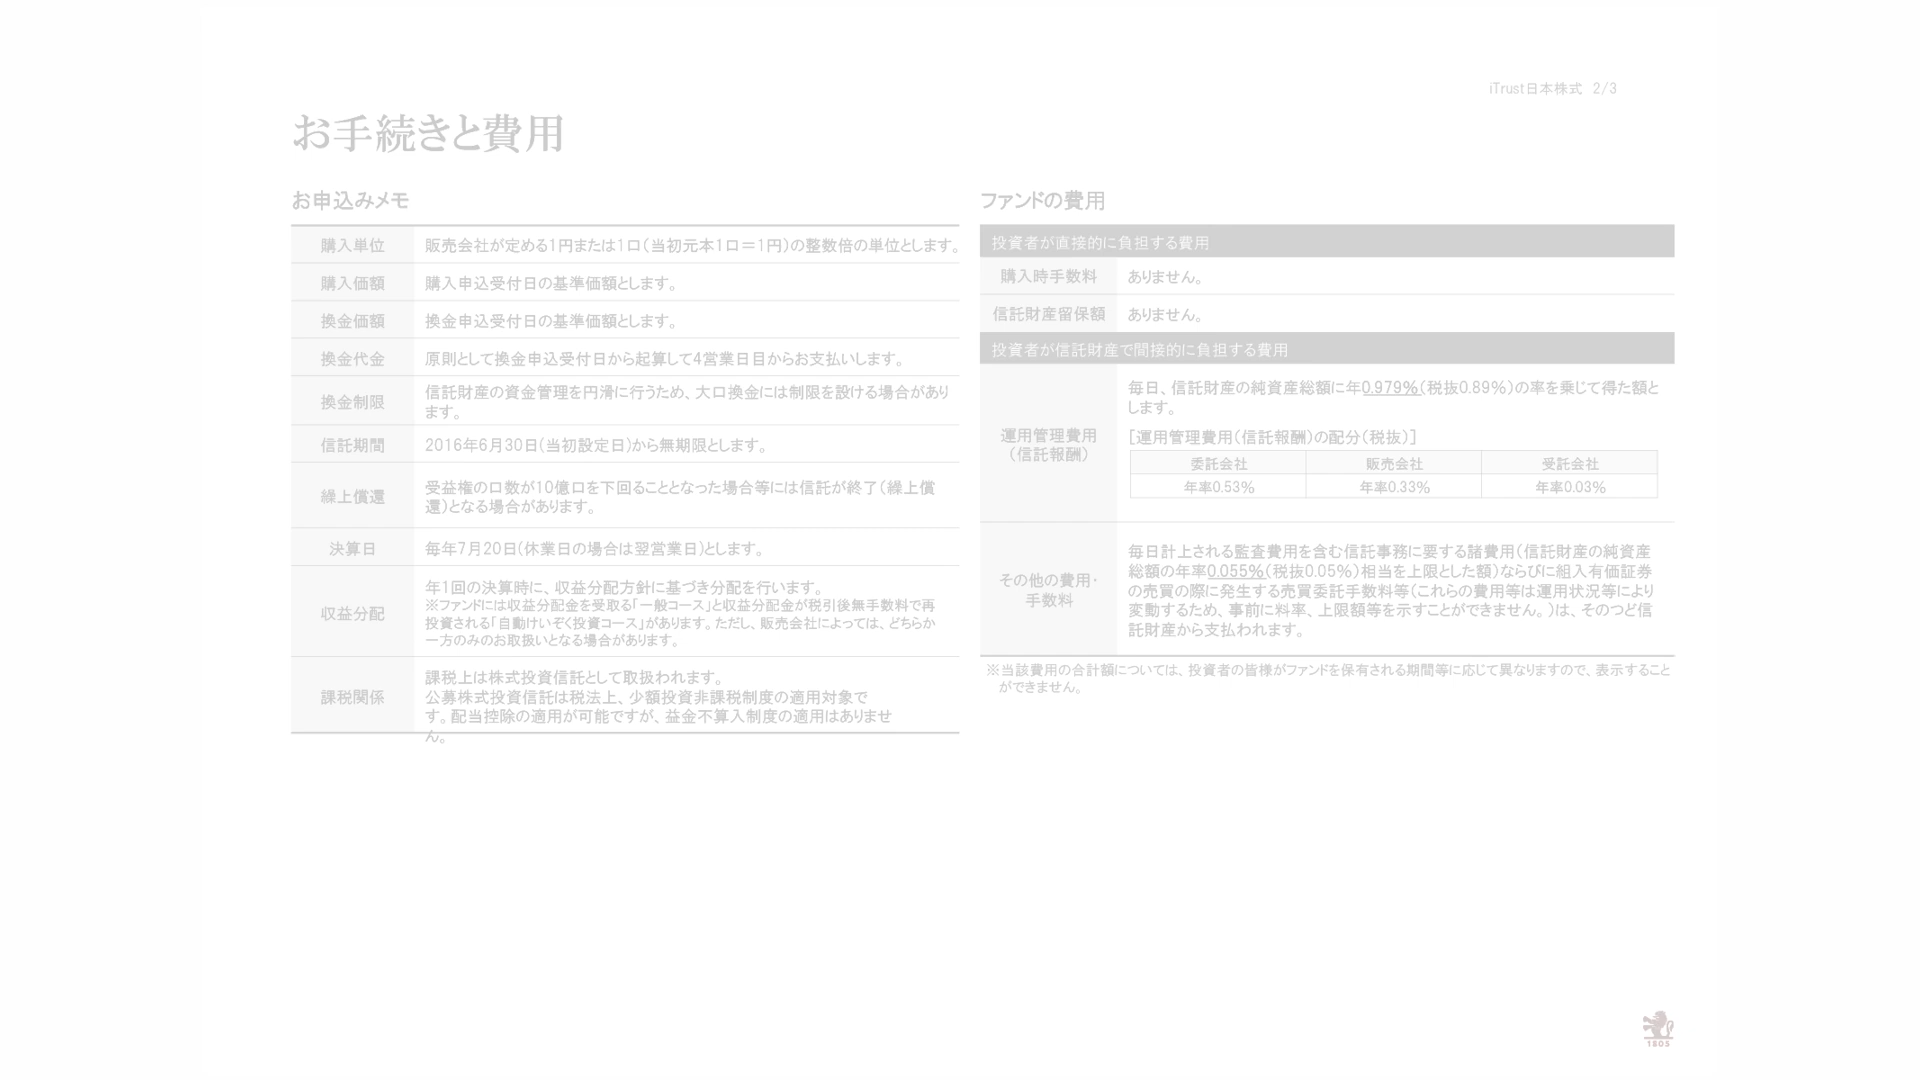 iTrust日本株式 2/3
お手続きと費用
お申込みメモ
購入単位 販売会社が定める1円または1口(当初元本1口＝1円)の整数倍の単位とします。
購入価額 購入申込受付日の基準価額とします。
換金価額 換金申込受付日の基準価額とします。
換金代金 原則として換金申込受付日から起算して4営業日目からお支払いします。
換金制限 信託財産の資金管理を円滑に行うため、大口換金には制限を設ける場合があり
ます。
信託期間 2016年6月30日(当初設定日)から無期限とします。
繰上償還 受益権の口数が10億口を下回ることとなった場合等には信託が終了(繰上償
還)となる場合があります。
決算日 毎年7月20日(休業日の場合は翌営業日)とします。
収益分配 年1回の決算時に、収益分配方針に基づき分配を行います。
※ファンドには収益分配金を受取る「一般コース」と収益分配金が税引後無手数料で再
投資される「自動けいぞく投資コース」があります。ただし、販売会社によっては、どちらか
一方のみのお取扱いとなる場合があります。
課税関係 課税上は株式投資信託として取扱われます。
公募株式投資信託は税法上、少額投資非課税制度の適用対象で
す。配当控除の適用が可能ですが、益金不算入制度の適用はありませ
ん。
ファンドの費用
投資者が直接的に負担する費用
購入時手数料 ありません。
信託財産留保額 ありません。
投資者が信託財産で間接的に負担する費用
運用管理費用
(信託報酬)
毎日、信託財産の純資産総額に年0.979%(税抜0.89%)の率を乗じて得た額と
します。
[運用管理費用(信託報酬)の配分(税抜)]
委託会社 販売会社 受託会社
年率0.53% 年率0.33% 年率0.03%
その他の費用・
手数料
毎日計上される監査費用を含む信託事務に要する諸費用(信託財産の純資産
総額の年率0.055%(税抜0.05%)相当を上限とした額)ならびに組入有価証券
の売買の際に発生する売買委託手数料等(これらの費用等は運用状況等により
変動するため、事前に料率、上限額等を示すことができません。)は、そのつど信
託財産から支払われます。
※当該費用の合計額については、投資者の皆様がファンドを保有される期間等に応じて異なりますので、表示すること
ができません。
1805